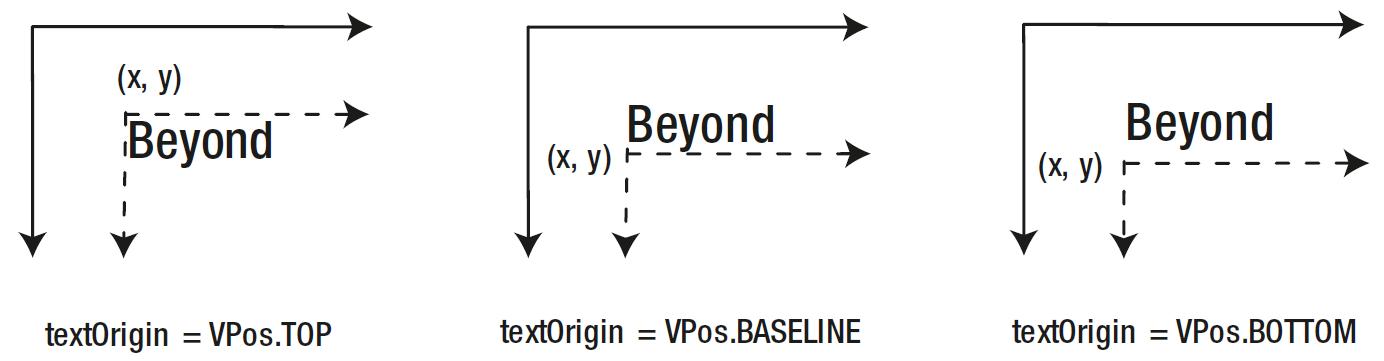 (x, y)
Beyond
textOrigin = VPos.TOP
Beyond
(x, y)
textOrigin = VPos.BASELINE
Beyond
(x, y)
textOrigin = VPos.BOTTOM